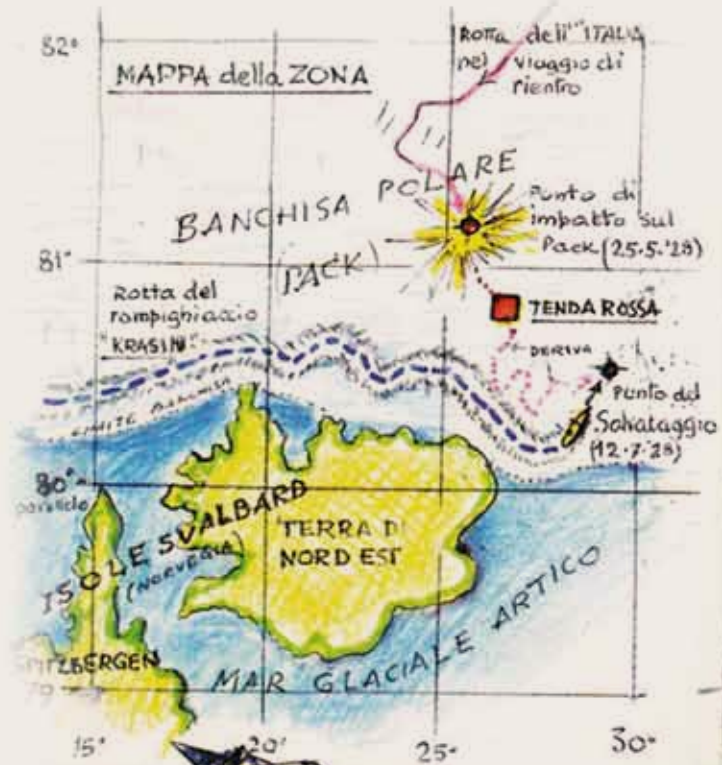 82°
MAPPA della ZONA
Rotta dell' "ITALIA
nel viaggio di
rientro
BANCHISA POLARE
(PACK)
Punto di
impatto sul
Pack (25·5·'28)
81°
Rotta del
rompighiaccio
"KRASIN"
TENDA ROSSA
DERIVA
Punto del
Salvataggio
(12·7·'28)
LIMITE BANCHISA
80°
parallelo
ISOLE SVALBARD
(NORVEGIA)
TERRA DI
NORD EST
MAR GLACIALE ARTICO
SPITZBERGEN
79°
15° 20° 25° 30°